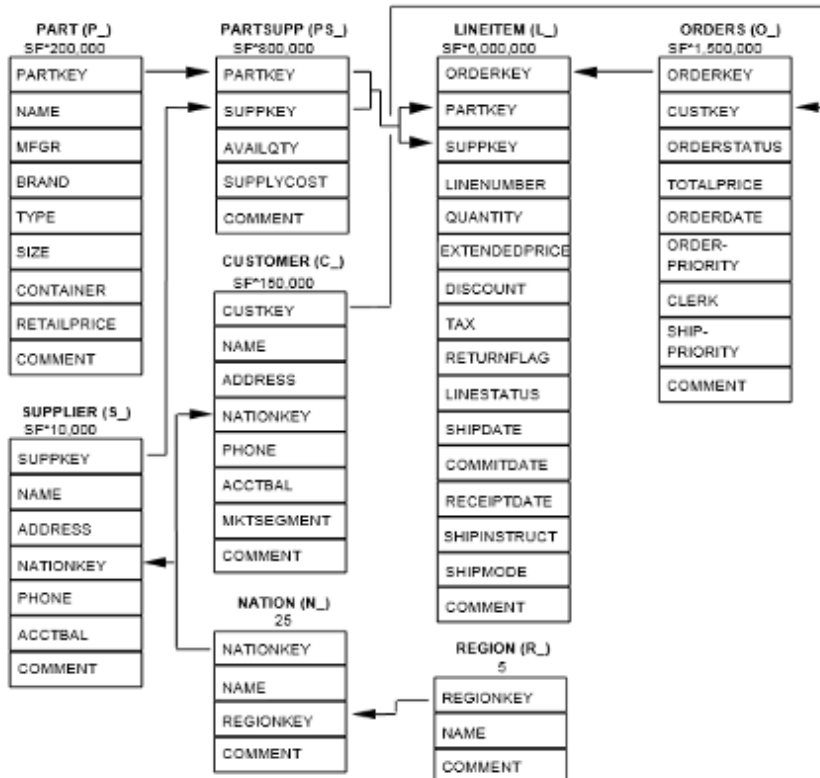 PART (P_)
SF*200,000
PARTKEY
NAME
MFGR
BRAND
TYPE
SIZE
CONTAINER
RETAILPRICE
COMMENT
SUPPLIER (S_)
SF*10,000
SUPPKEY
NAME
ADDRESS
NATIONKEY
PHONE
ACCTBAL
COMMENT
PARTSUPP (PS_)
SF*800,000
PARTKEY
SUPPKEY
AVAILQTY
SUPPLYCOST
COMMENT
CUSTOMER (C_)
SF*150,000
CUSTKEY
NAME
ADDRESS
NATIONKEY
PHONE
ACCTBAL
MKTSEGMENT
COMMENT
NATION (N_)
25
NATIONKEY
NAME
REGIONKEY
COMMENT
LINEITEM (L_)
SF*6,000,000
ORDERKEY
PARTKEY
SUPPKEY
LINENUMBER
QUANTITY
EXTENDEDPRICE
DISCOUNT
TAX
RETURNFLAG
LINESTATUS
SHIPDATE
COMMITDATE
RECEIPTDATE
SHIPINSTRUCT
SHIPMODE
COMMENT
REGION (R_)
5
REGIONKEY
NAME
COMMENT
ORDERS (O_)
SF*1,500,000
ORDERKEY
CUSTKEY
ORDERSTATUS
TOTALPRICE
ORDERDATE
ORDER-
PRIORITY
CLERK
SHIP-
PRIORITY
COMMENT